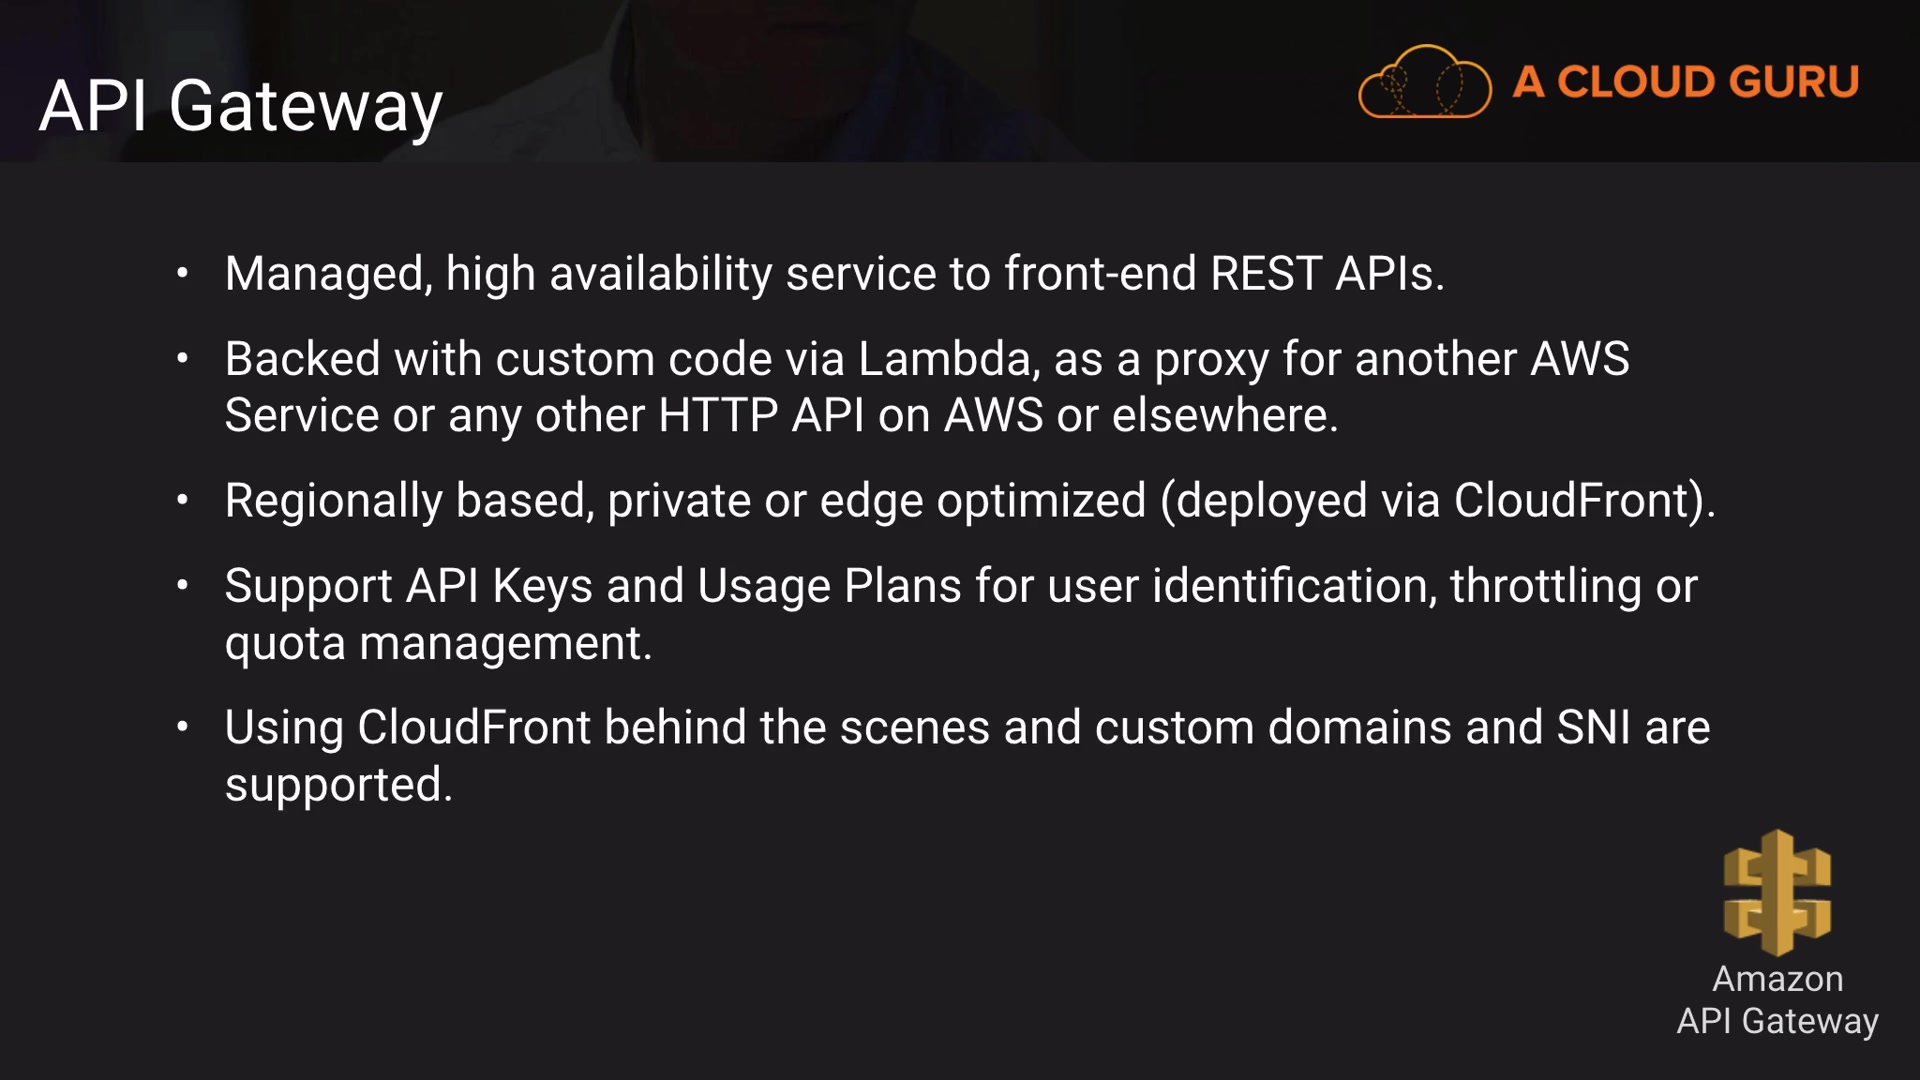 API Gateway
A CLOUD GURU
• Managed, high availability service to front-end REST APIs.
• Backed with custom code via Lambda, as a proxy for another AWS
Service or any other HTTP API on AWS or elsewhere.
• Regionally based, private or edge optimized (deployed via CloudFront).
• Support API Keys and Usage Plans for user identification, throttling or
quota management.
• Using CloudFront behind the scenes and custom domains and SNI are
supported.
Amazon
API Gateway